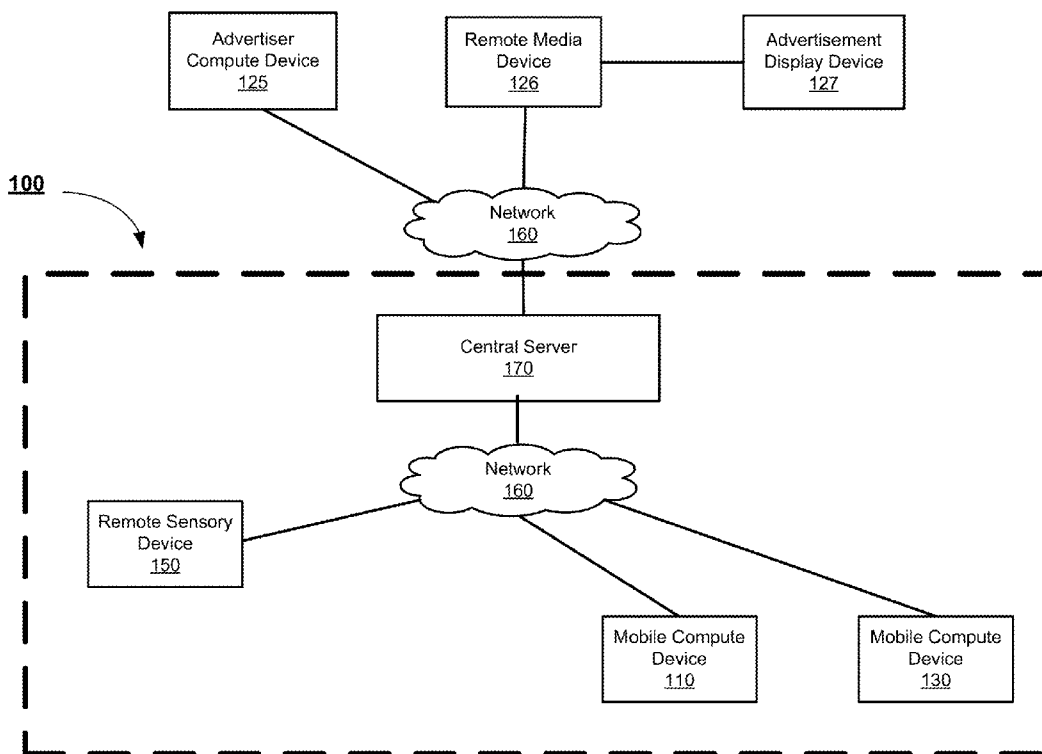 Advertiser
Compute Device
125
Remote Media
Device
126
Advertisement
Display Device
127
100
Network
160
Central Server
170
Network
160
Remote Sensory
Device
150
Mobile Compute
Device
110
Mobile Compute
Device
130